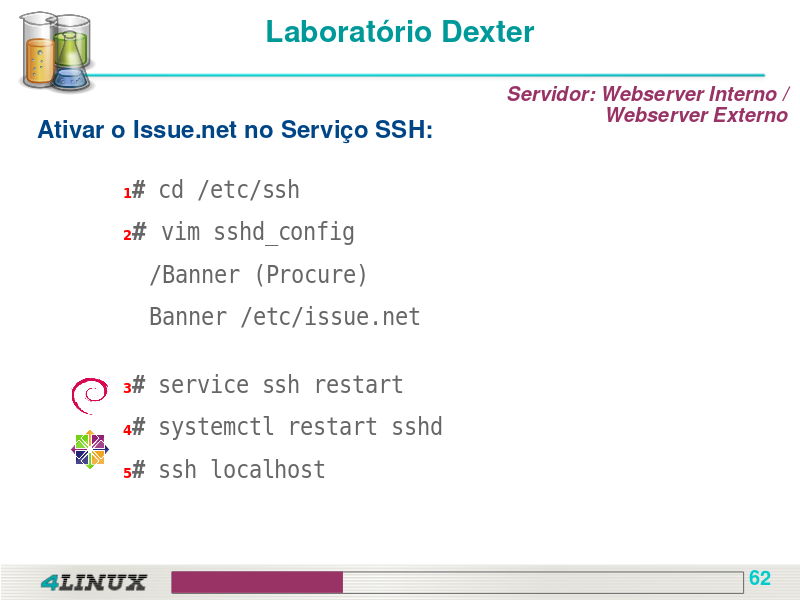 Laboratório Dexter
Servidor: Webserver Interno /
Webserver Externo
Ativar o Issue.net no Serviço SSH:
1# cd /etc/ssh
2# vim sshd_config
/Banner (Procure)
Banner /etc/issue.net
3# service ssh restart
4# systemctl restart sshd
5# ssh localhost
4LINUX
62